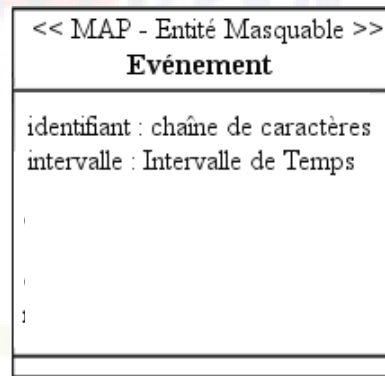 << MAP - Entité Masquable >>
Evénement
identifiant : chaîne de caractères
intervalle : Intervalle de Temps